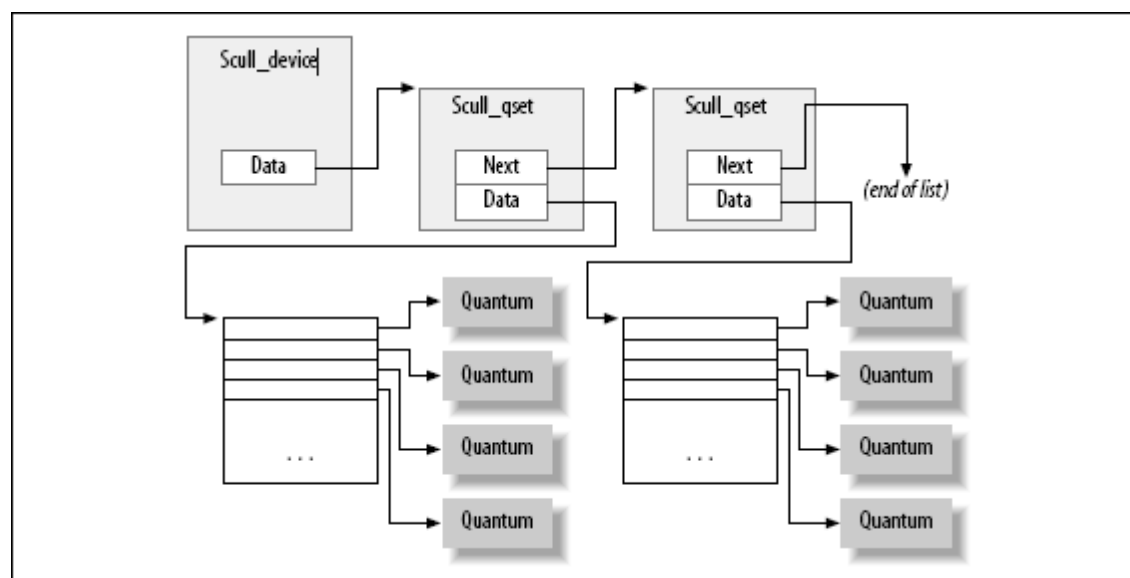 Scull_device
Data
Scull_qset
Next
Data
Scull_qset
Next
Data
(end of list)
Quantum
Quantum
Quantum
Quantum
. . .
Quantum
Quantum
Quantum
Quantum
. . .